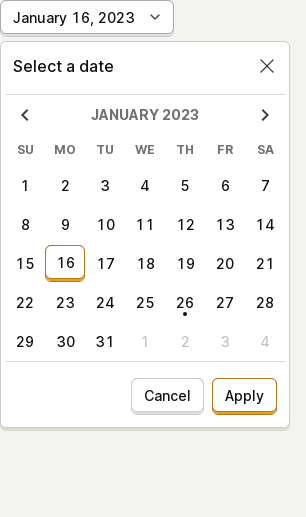 January 16, 2023
Select a date
JANUARY 2023
SU MO TU WE TH FR SA
1 2 3 4 5 6 7
8 9 10 11 12 13 14
15 16 17 18 19 20 21
22 23 24 25 26 27 28
29 30 31 1 2 3 4
Cancel Apply